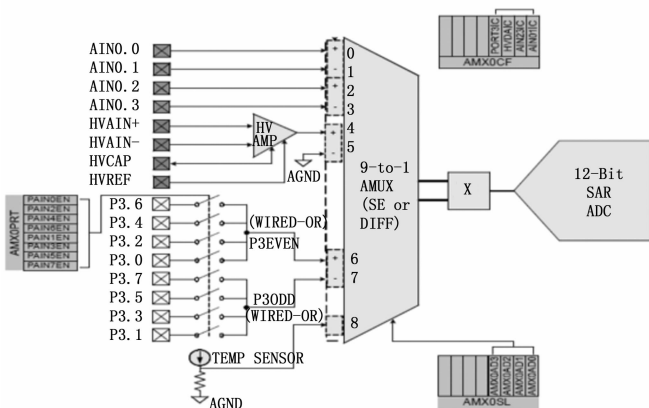 AIN0.0
AIN0.1
AIN0.2
AIN0.3
HVAIN+
HVAIN-
HVCAP
HVREF
HV
AMP
AGND
+
-
+
-
+
-
+
-
0
1
2
3
4
5
6
7
8
9-to-1
AMUX
(SE or
DIFF)
X
12-Bit
SAR
ADC
PORT3IC
HVDAIC
AIN23IC
AIN01IC
AMX0CF
AMX0PRT
PAIN0EN
PAIN2EN
PAIN4EN
PAIN6EN
PAIN1EN
PAIN3EN
PAIN5EN
PAIN7EN
P3.6
P3.4
P3.2
P3.0
P3.7
P3.5
P3.3
P3.1
(WIRED-OR)
P3EVEN
P3ODD
(WIRED-OR)
TEMP SENSOR
AGND
AMX0AD3
AMX0AD2
AMX0AD1
AMX0AD0
AMX0SL